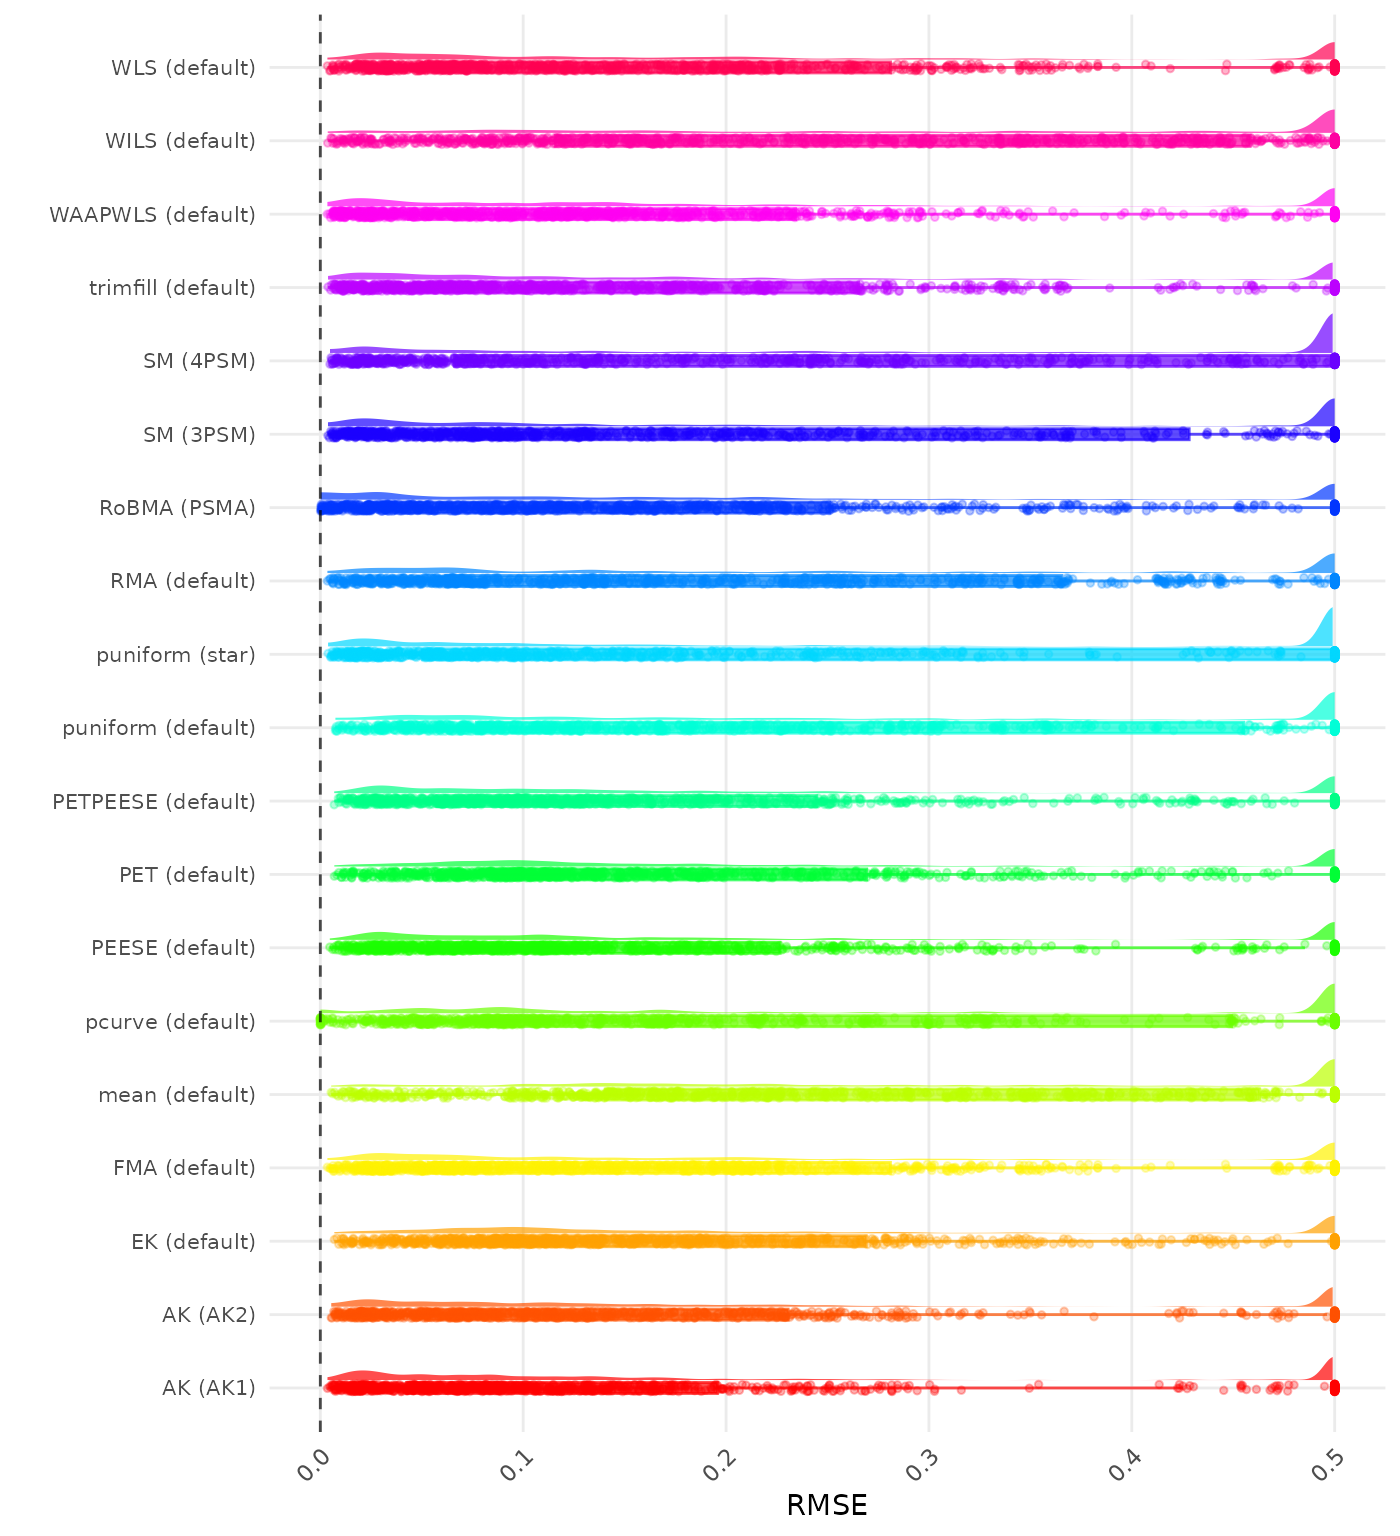 WLS (default)
WILS (default)
WAAPWLS (default)
trimfill (default)
SM (4PSM)
SM (3PSM)
RoBMA (PSMA)
RMA (default)
puniform (star)
puniform (default)
PETPEESE (default)
PET (default)
PEESE (default)
pcurve (default)
mean (default)
FMA (default)
EK (default)
AK (AK2)
AK (AK1)
0.0 0.1 0.2 0.3 0.4 0.5
RMSE